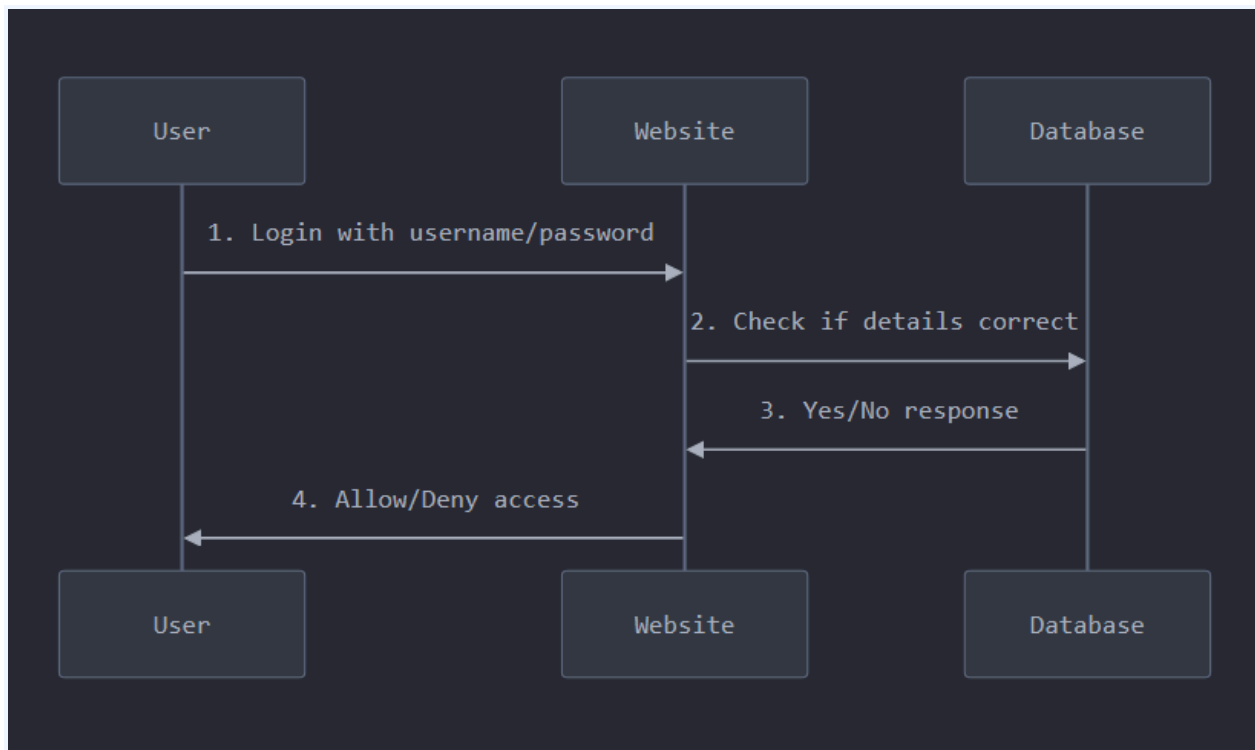 User
Website
Database
1. Login with username/password
2. Check if details correct
3. Yes/No response
4. Allow/Deny access
User
Website
Database